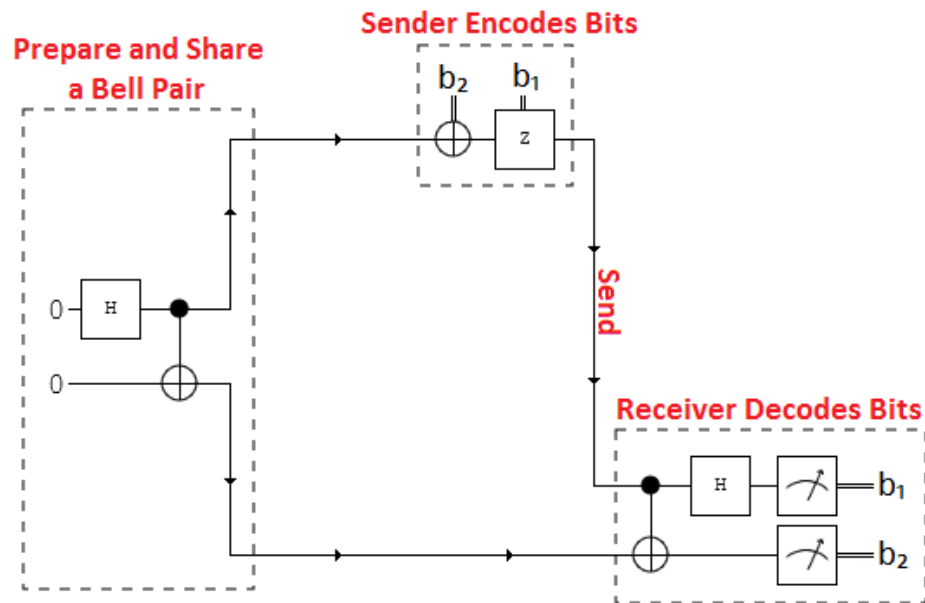 Prepare and Share
a Bell Pair
Sender Encodes Bits
b₂
b₁
Z
0
H
0
Send
Receiver Decodes Bits
H
b₁
b₂